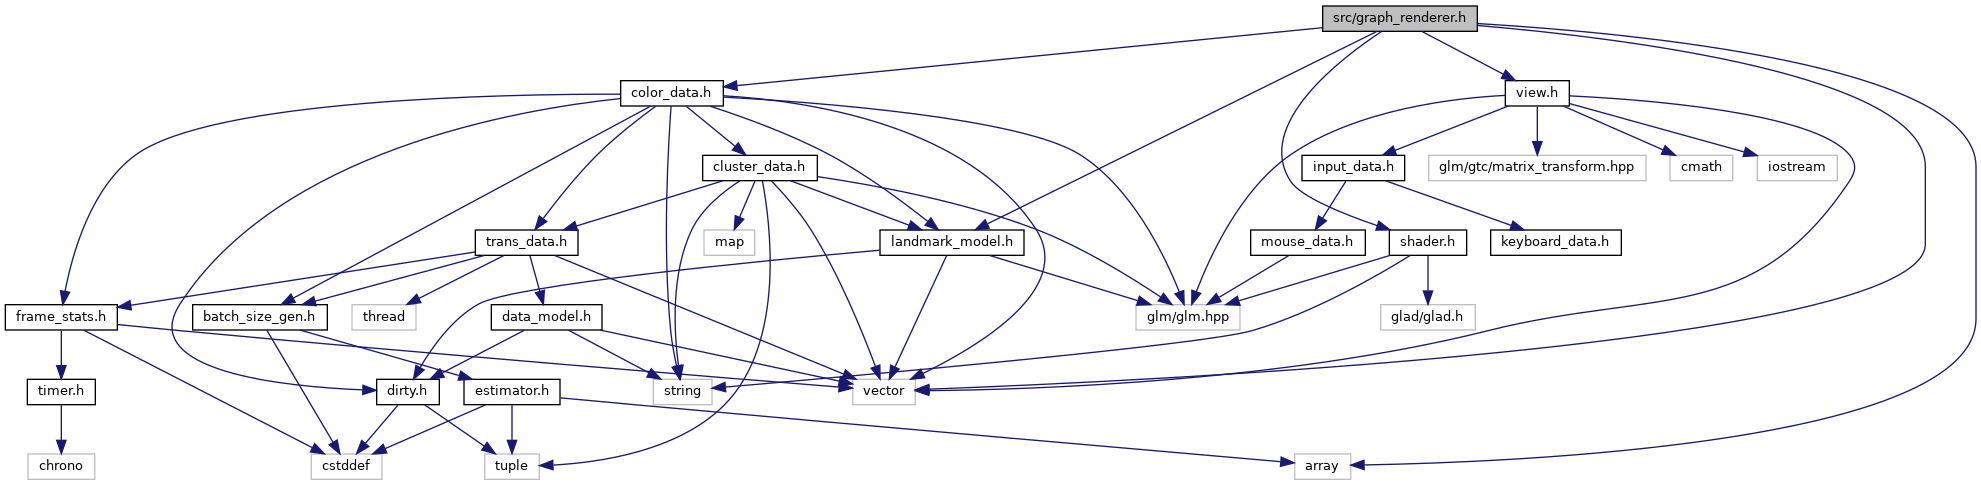 src/graph_renderer.h
color_data.h
view.h
cluster_data.h
input_data.h
glm/gtc/matrix_transform.hpp
cmath
iostream
trans_data.h
map
landmark_model.h
mouse_data.h
shader.h
keyboard_data.h
frame_stats.h
batch_size_gen.h
thread
data_model.h
glm/glm.hpp
glad/glad.h
timer.h
dirty.h
estimator.h
string
vector
chrono
cstddef
tuple
array